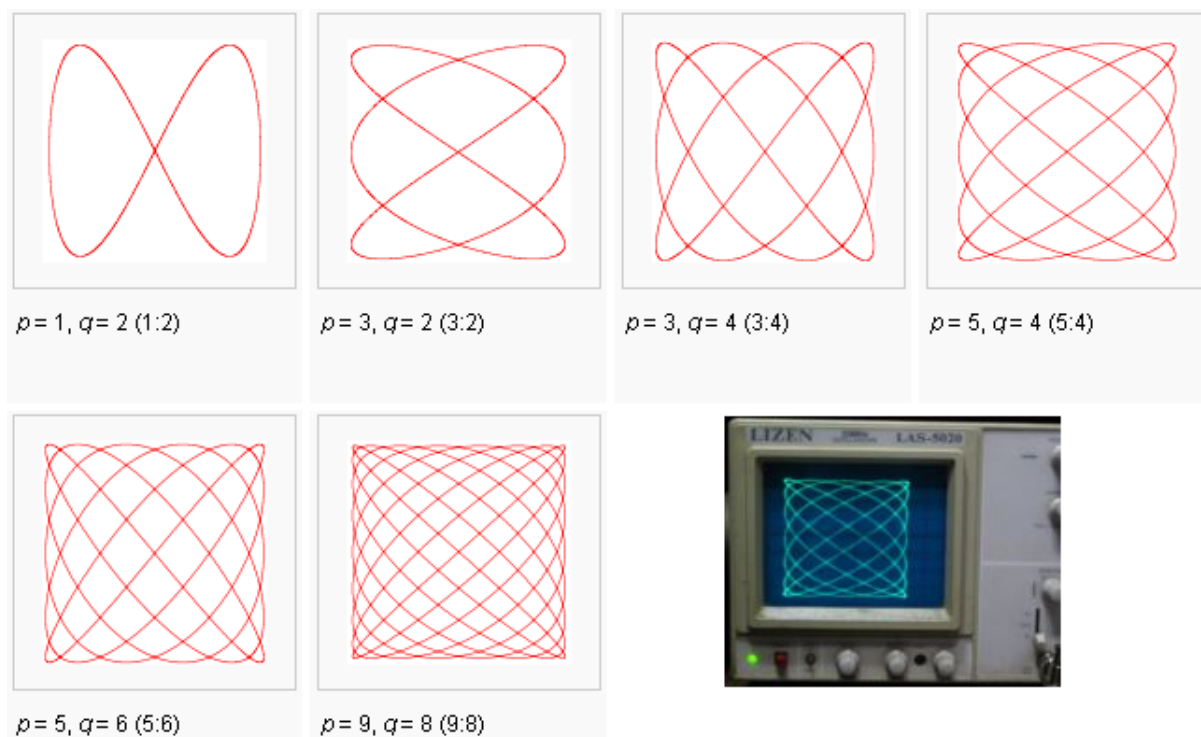 p = 1, q = 2 (1:2)
p = 3, q = 2 (3:2)
p = 3, q = 4 (3:4)
p = 5, q = 4 (5:4)
LIZEN
LAS-5020
p = 5, q = 6 (5:6)
p = 9, q = 8 (9:8)